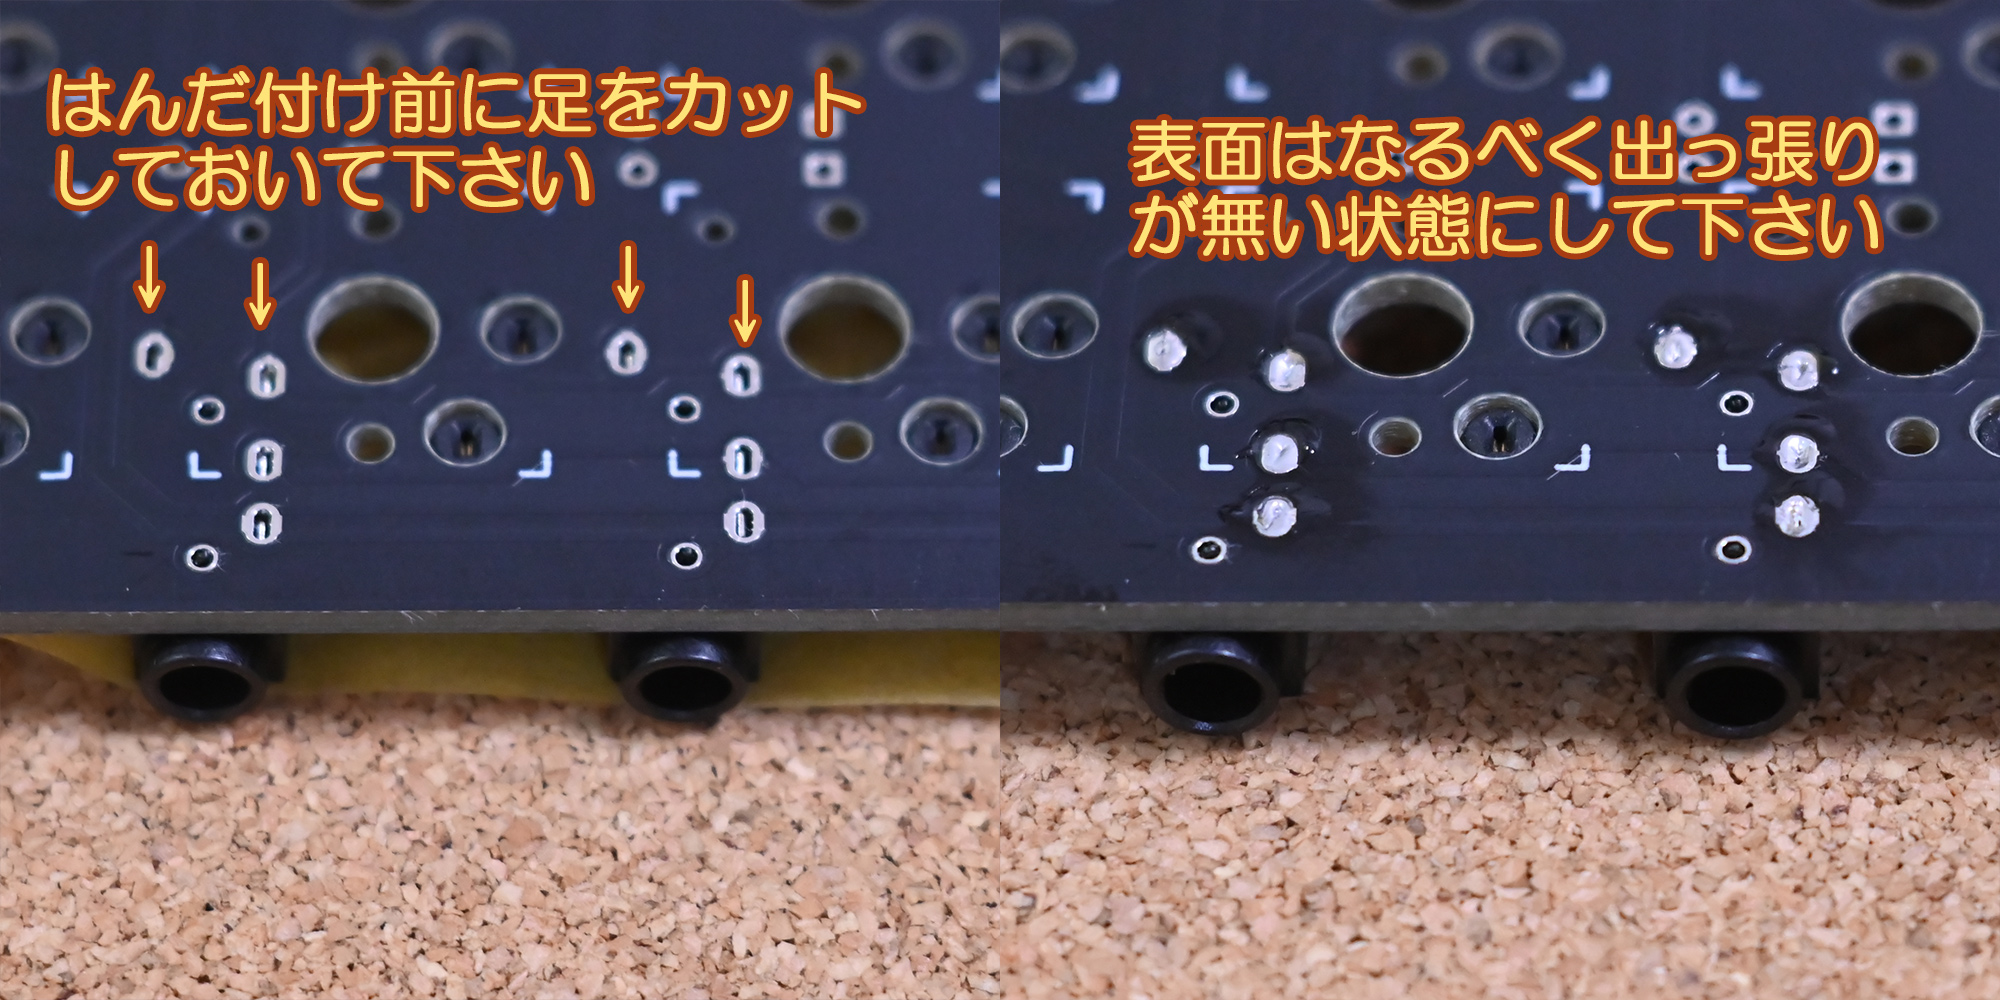 はんだ付け前に足をカット
しておいて下さい
表面はなるべく出っ張り
が無い状態にして下さい